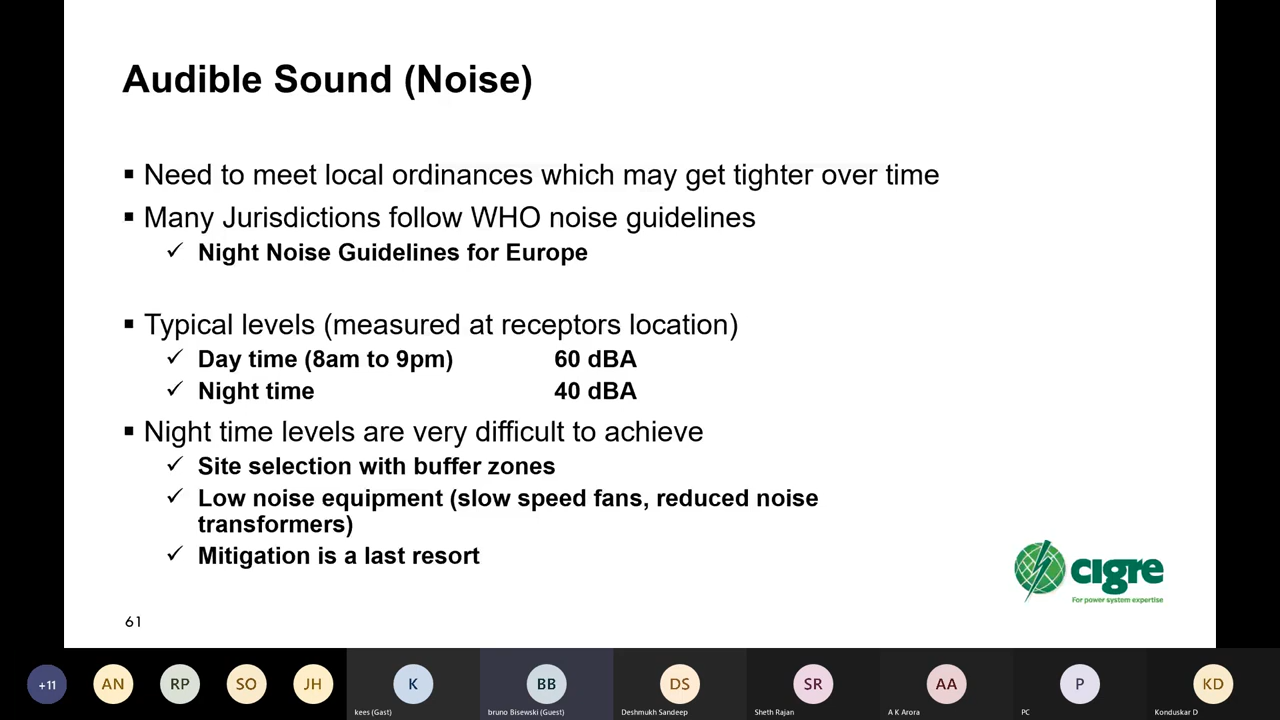 Audible Sound (Noise)
▪ Need to meet local ordinances which may get tighter over time
▪ Many Jurisdictions follow WHO noise guidelines
✓ Night Noise Guidelines for Europe
▪ Typical levels (measured at receptors location)
✓ Day time (8am to 9pm) 60 dBA
✓ Night time 40 dBA
▪ Night time levels are very difficult to achieve
✓ Site selection with buffer zones
✓ Low noise equipment (slow speed fans, reduced noise
transformers)
✓ Mitigation is a last resort
cigre
For power system expertise
61
+11 AN RP SO JH K BB DS SR AA P KD
kees (Gast) bruno Bisewski (Guest) Deshmukh Sandeep Sheth Rajan A K Arora PC Konduskar D